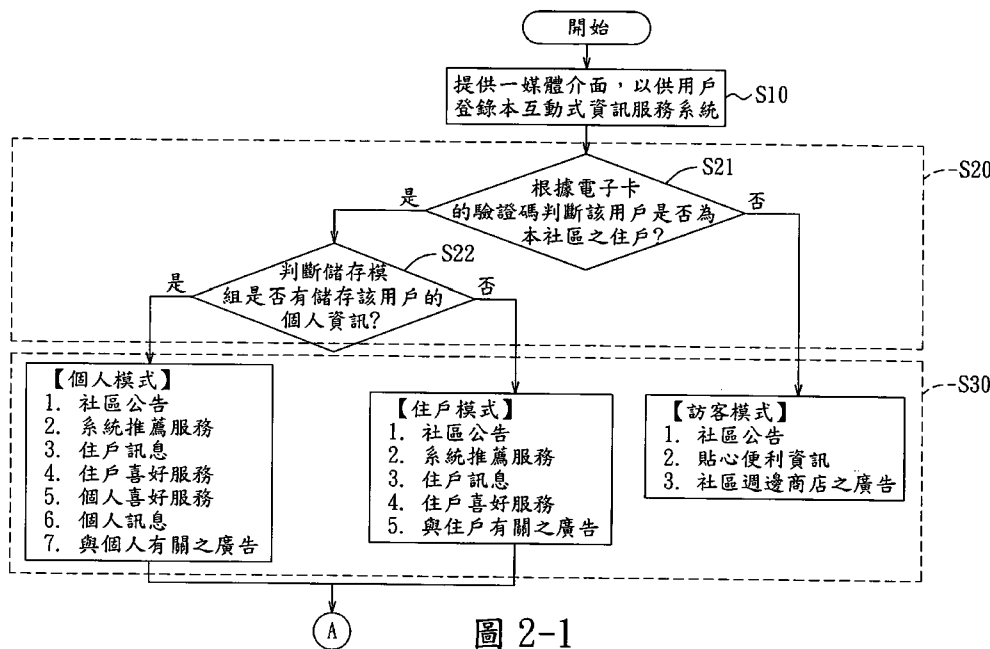 開始
提供一媒體介面，以供用戶
登錄本互動式資訊服務系統
S10
S20
S21
根據電子卡
的驗證碼判斷該用戶是否為
本社區之住戶?
是
否
S22
判斷儲存模
組是否有儲存該用戶的
個人資訊?
是
否
S30
【個人模式】
1. 社區公告
2. 系統推薦服務
3. 住戶訊息
4. 住戶喜好服務
5. 個人喜好服務
6. 個人訊息
7. 與個人有關之廣告
【住戶模式】
1. 社區公告
2. 系統推薦服務
3. 住戶訊息
4. 住戶喜好服務
5. 與住戶有關之廣告
【訪客模式】
1. 社區公告
2. 貼心便利資訊
3. 社區週邊商店之廣告
A
圖 2-1